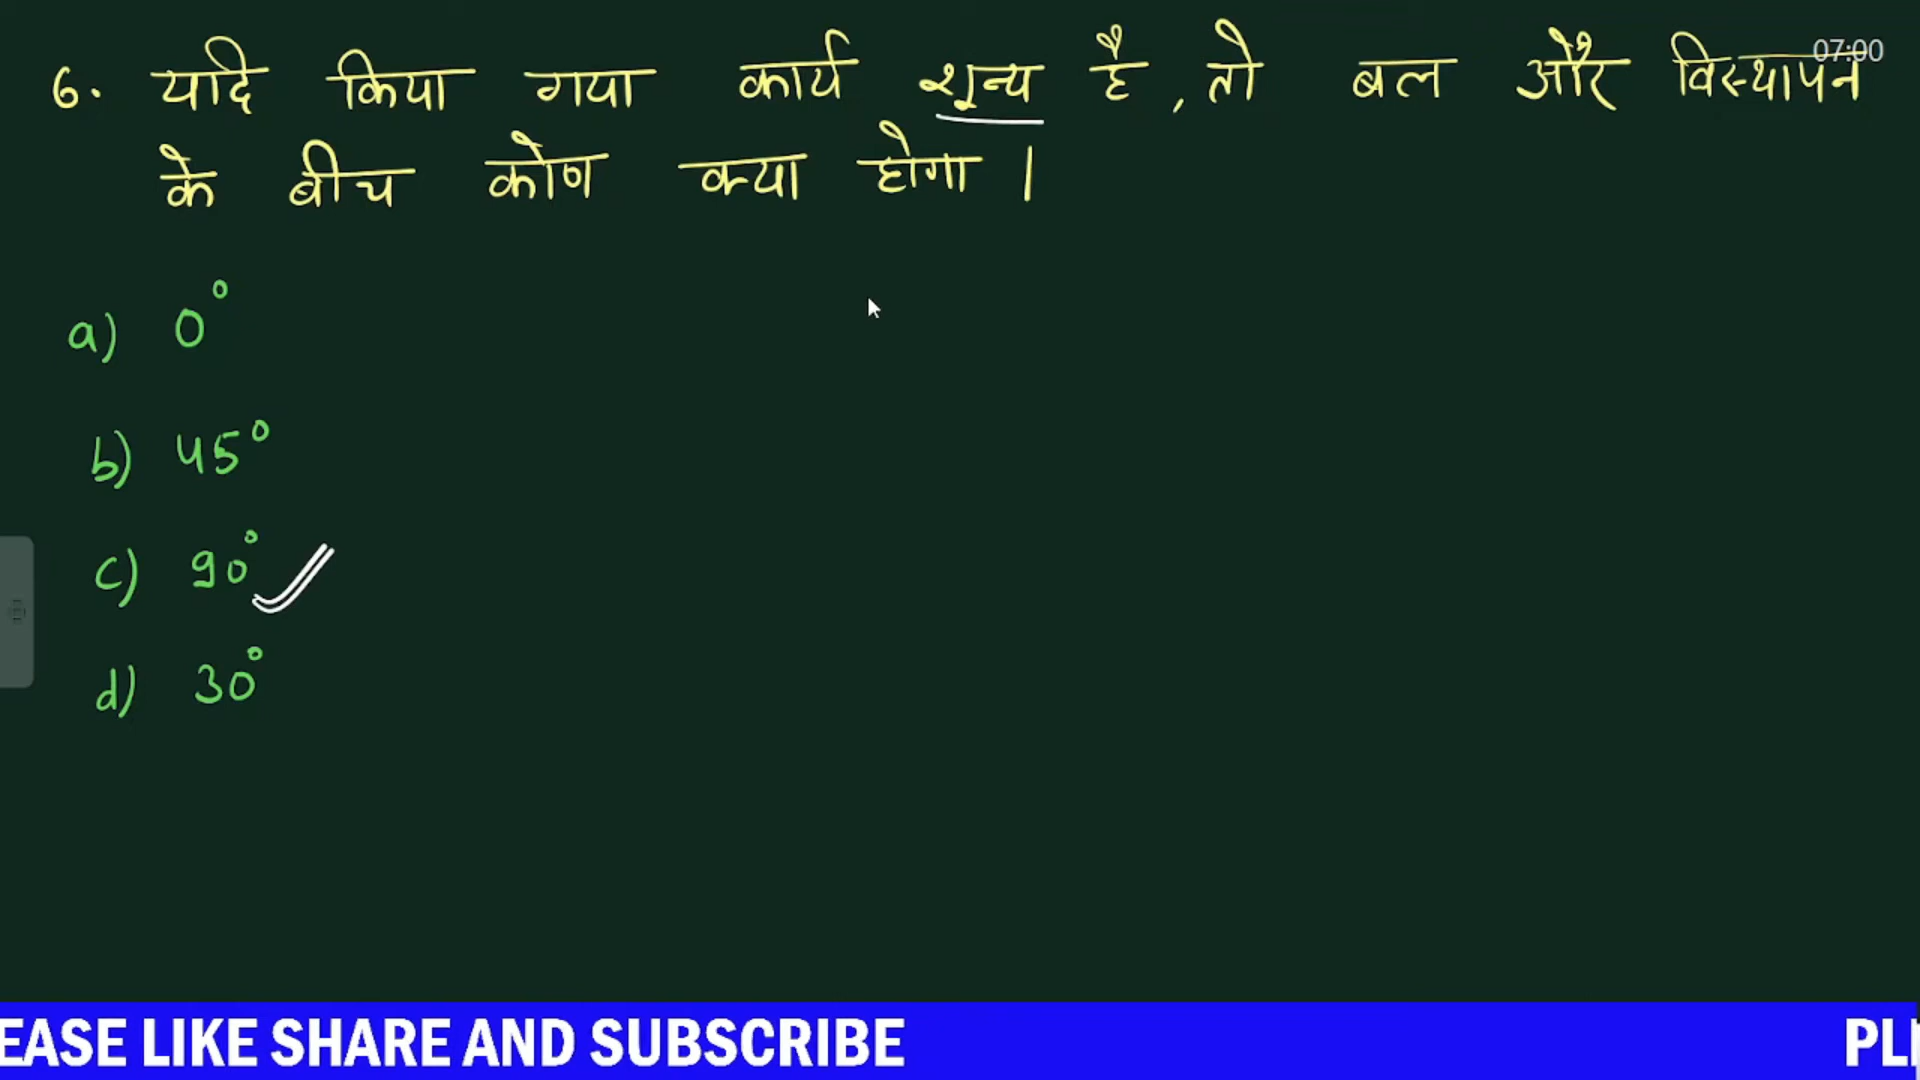 07:00
6. यदि किया गया कार्य शून्य है, तो बल और विस्थापन
के बीच कोण क्या होगा।
a) 0°
b) 45°
c) 90°
d) 30°
EASE LIKE SHARE AND SUBSCRIBE
PL